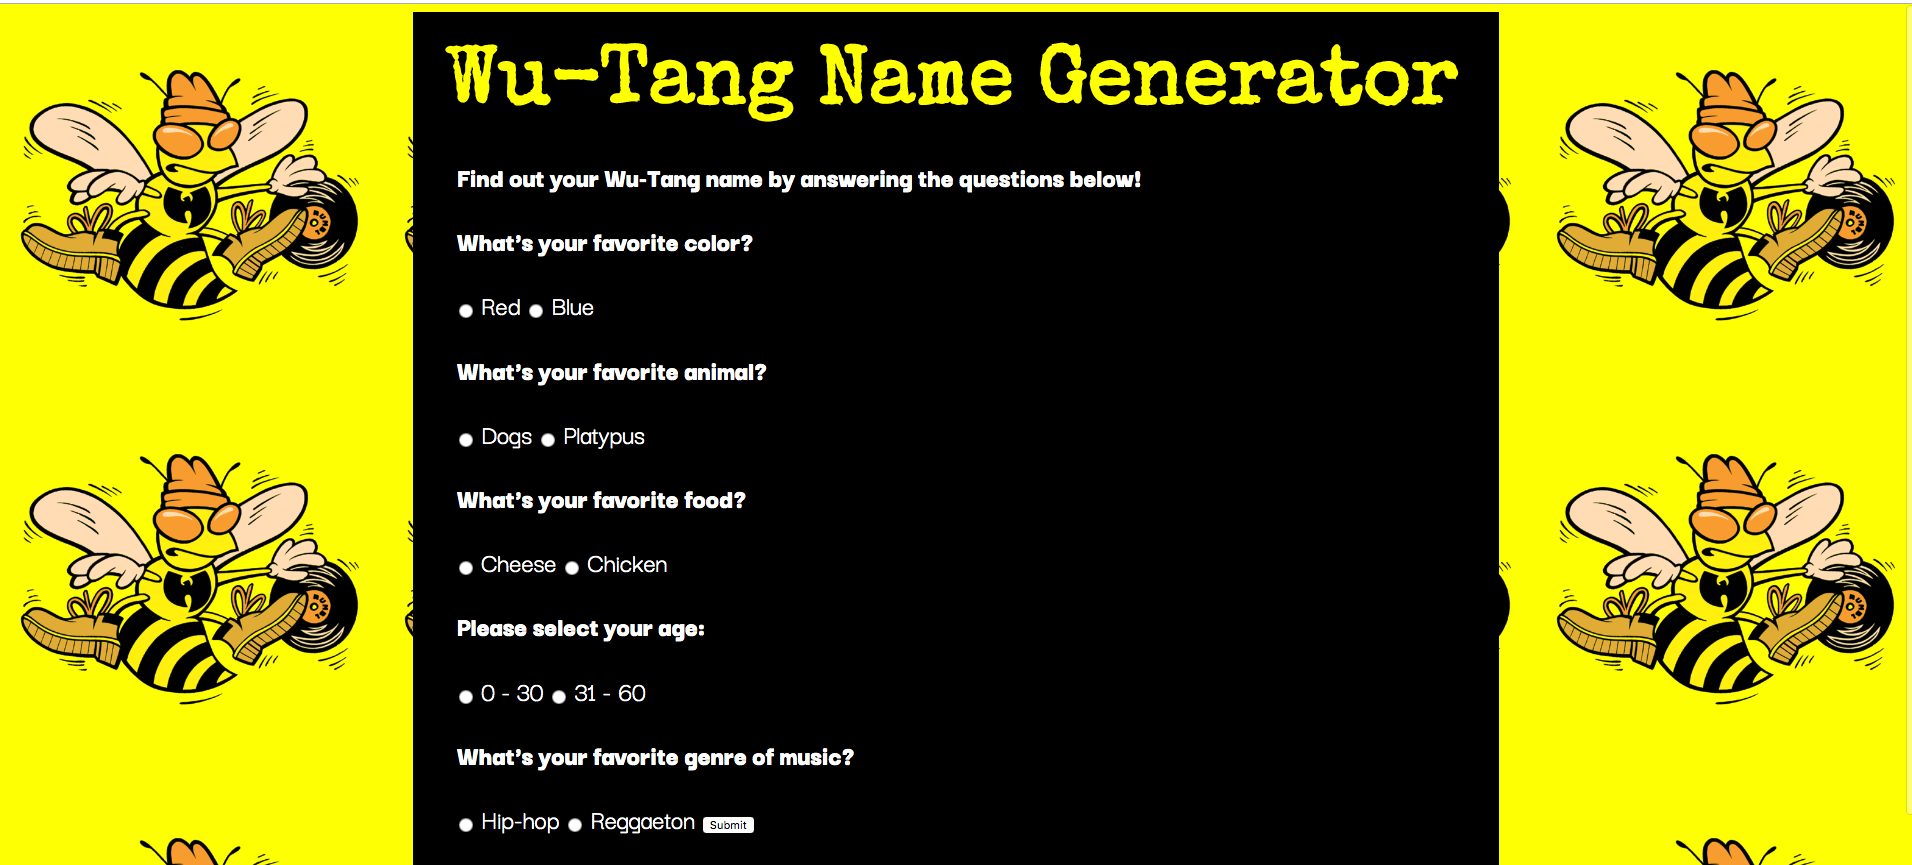 Wu-Tang Name Generator
Find out your Wu-Tang name by answering the questions below!
What's your favorite color?
Red Blue
What's your favorite animal?
Dogs Platypus
What's your favorite food?
Cheese Chicken
Please select your age:
0 - 30 31 - 60
What's your favorite genre of music?
Hip-hop Reggaeton Submit